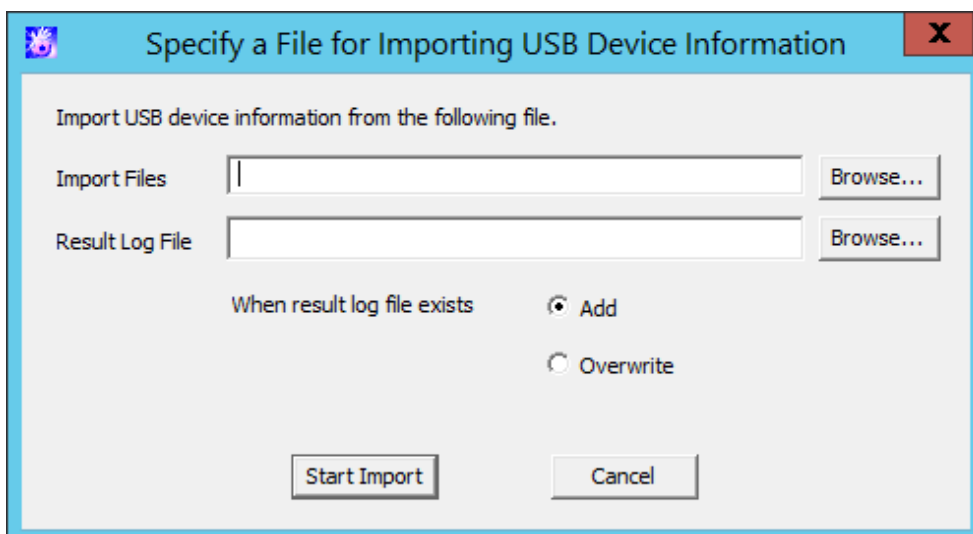 Specify a File for Importing USB Device Information
X
Import USB device information from the following file.
Import Files Browse...
Result Log File Browse...
When result log file exists Add
Overwrite
Start Import Cancel